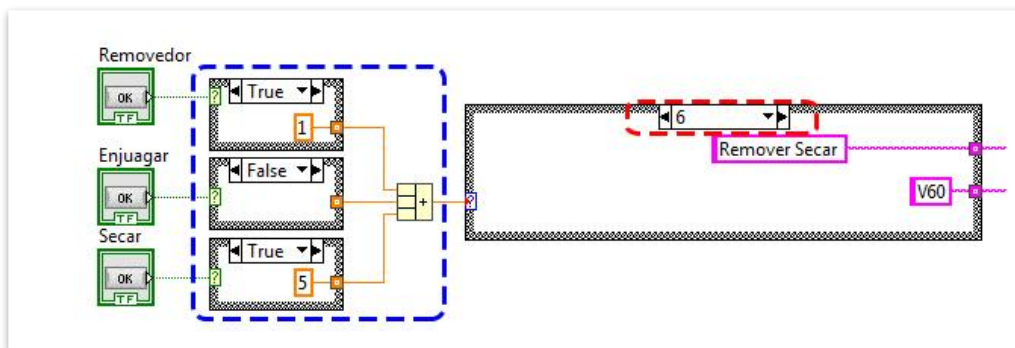 Removedor
OK
TF
? True
1
Enjuagar
OK
TF
? False
Secar
OK
TF
? True
5
+
?
6
Remover Secar
V60